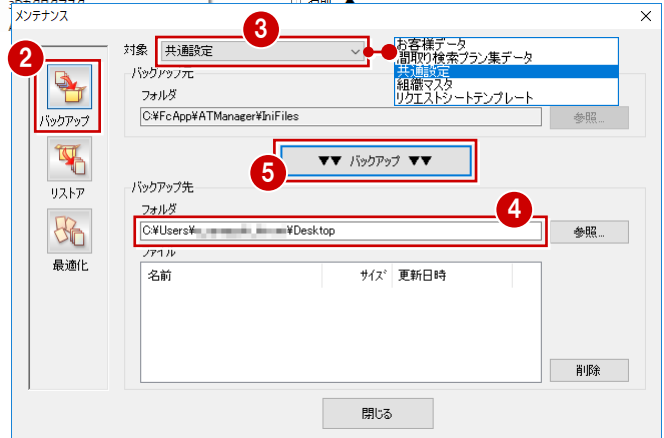 メンテナンス
3
対象 共通設定
お客様データ
間取り検索プラン集データ
共通設定
組織マスタ
リクエストシートテンプレート
2
バックアップ
バックアップ元
フォルダ
C:¥FcApp¥ATManager¥IniFiles
参照...
5
▼▼ バックアップ ▼▼
リストア
バックアップ先
4
フォルダ
C:¥Users¥ ¥Desktop
参照...
ファイル
最適化
名前 サイズ 更新日時
削除
閉じる